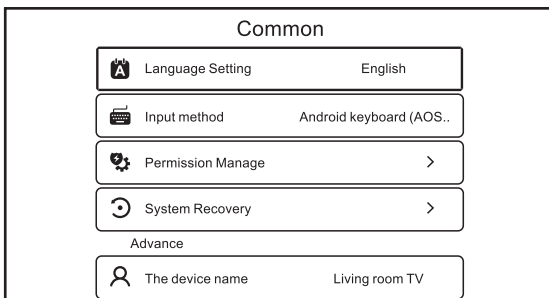 Common
Language Setting English
Input method Android keyboard (AOS..
Permission Manage
System Recovery
Advance
The device name Living room TV